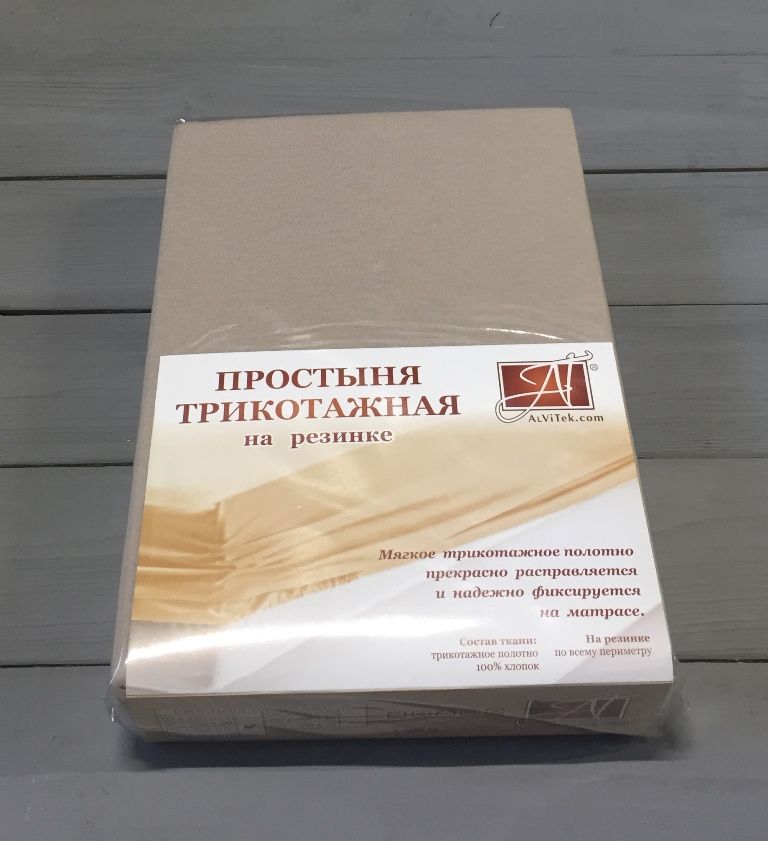 ПРОСТЫНЯ
ТРИКОТАЖНАЯ
на резинке
AlViTek.com
Мягкое трикотажное полотно
прекрасно расправляется
и надежно фиксируется
на матрасе.
Состав ткани:
трикотажное полотно
100% хлопок
На резинке
по всему периметру